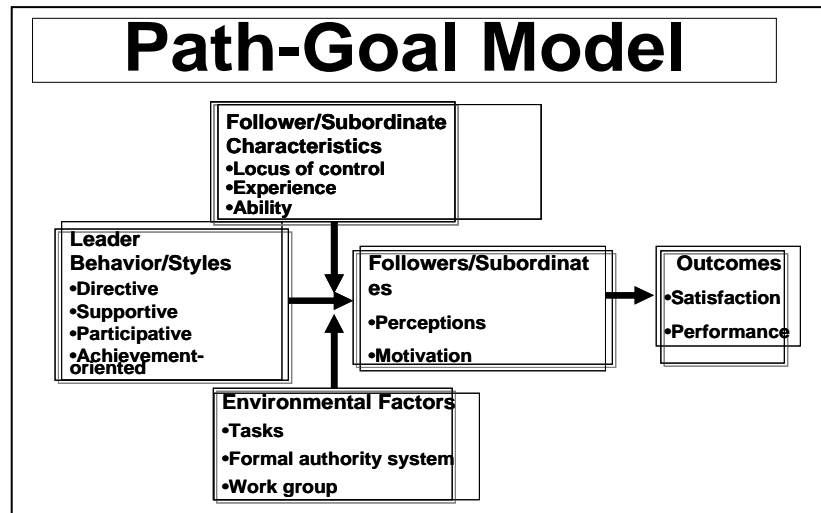 Path-Goal Model
Follower/Subordinate
Characteristics
•Locus of control
•Experience
•Ability
Leader
Behavior/Styles
•Directive
•Supportive
•Participative
•Achievement-
oriented
Followers/Subordinat
es
•Perceptions
•Motivation
Outcomes
•Satisfaction
•Performance
Environmental Factors
•Tasks
•Formal authority system
•Work group